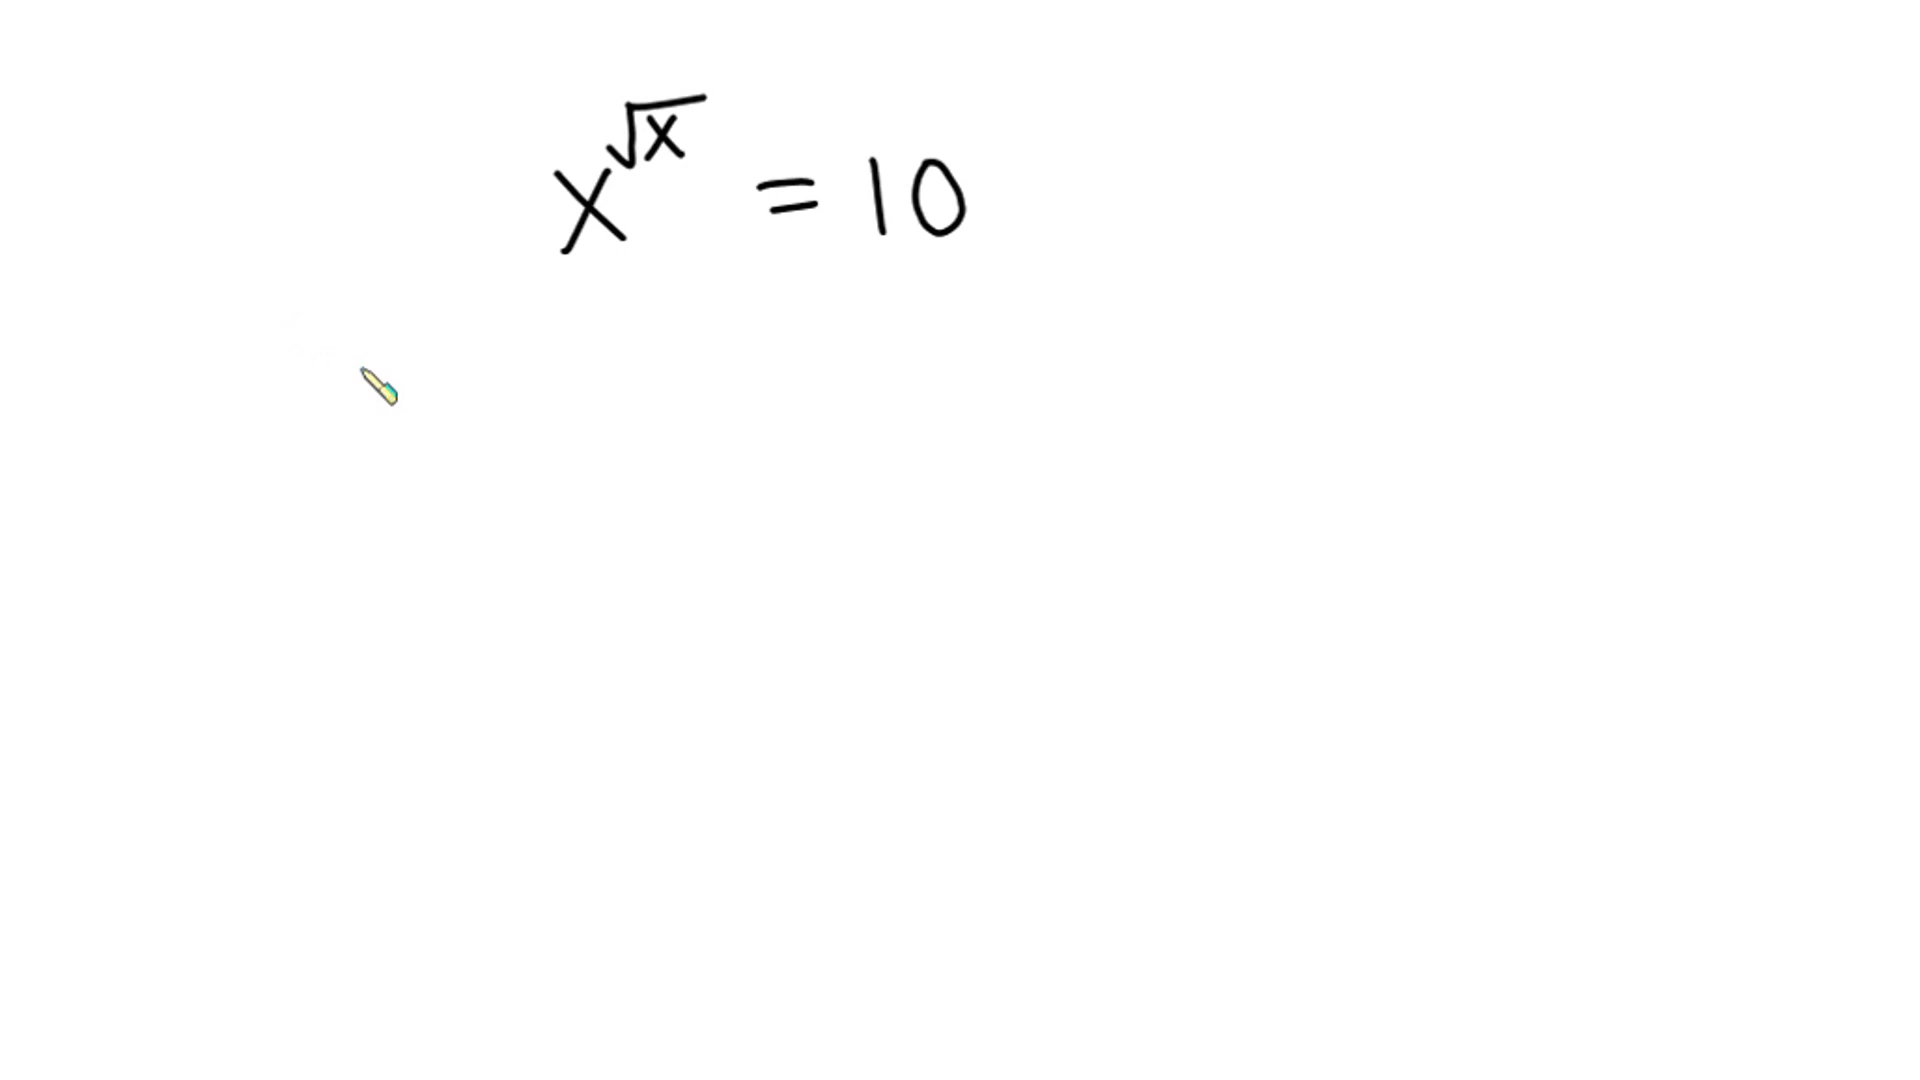 x^√x = 10